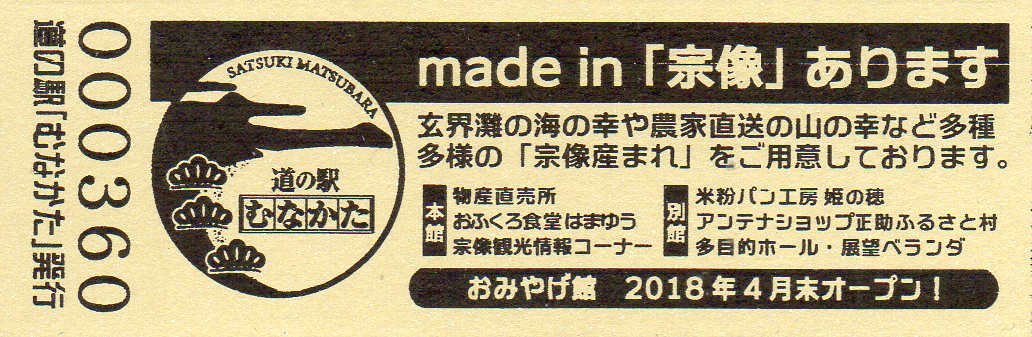 道の駅「むなかた」発行
000360
SATSUKI MATSUBARA
道の駅
むなかた
made in「宗像」あります
玄界灘の海の幸や農家直送の山の幸など多種
多様の「宗像産まれ」をご用意しております。
本館
物産直売所
おふくろ食堂はまゆう
宗像観光情報コーナー
別館
米粉パン工房 姫の穂
アンテナショップ正助ふるさと村
多目的ホール・展望ベランダ
おみやげ館 2018年4月末オープン!